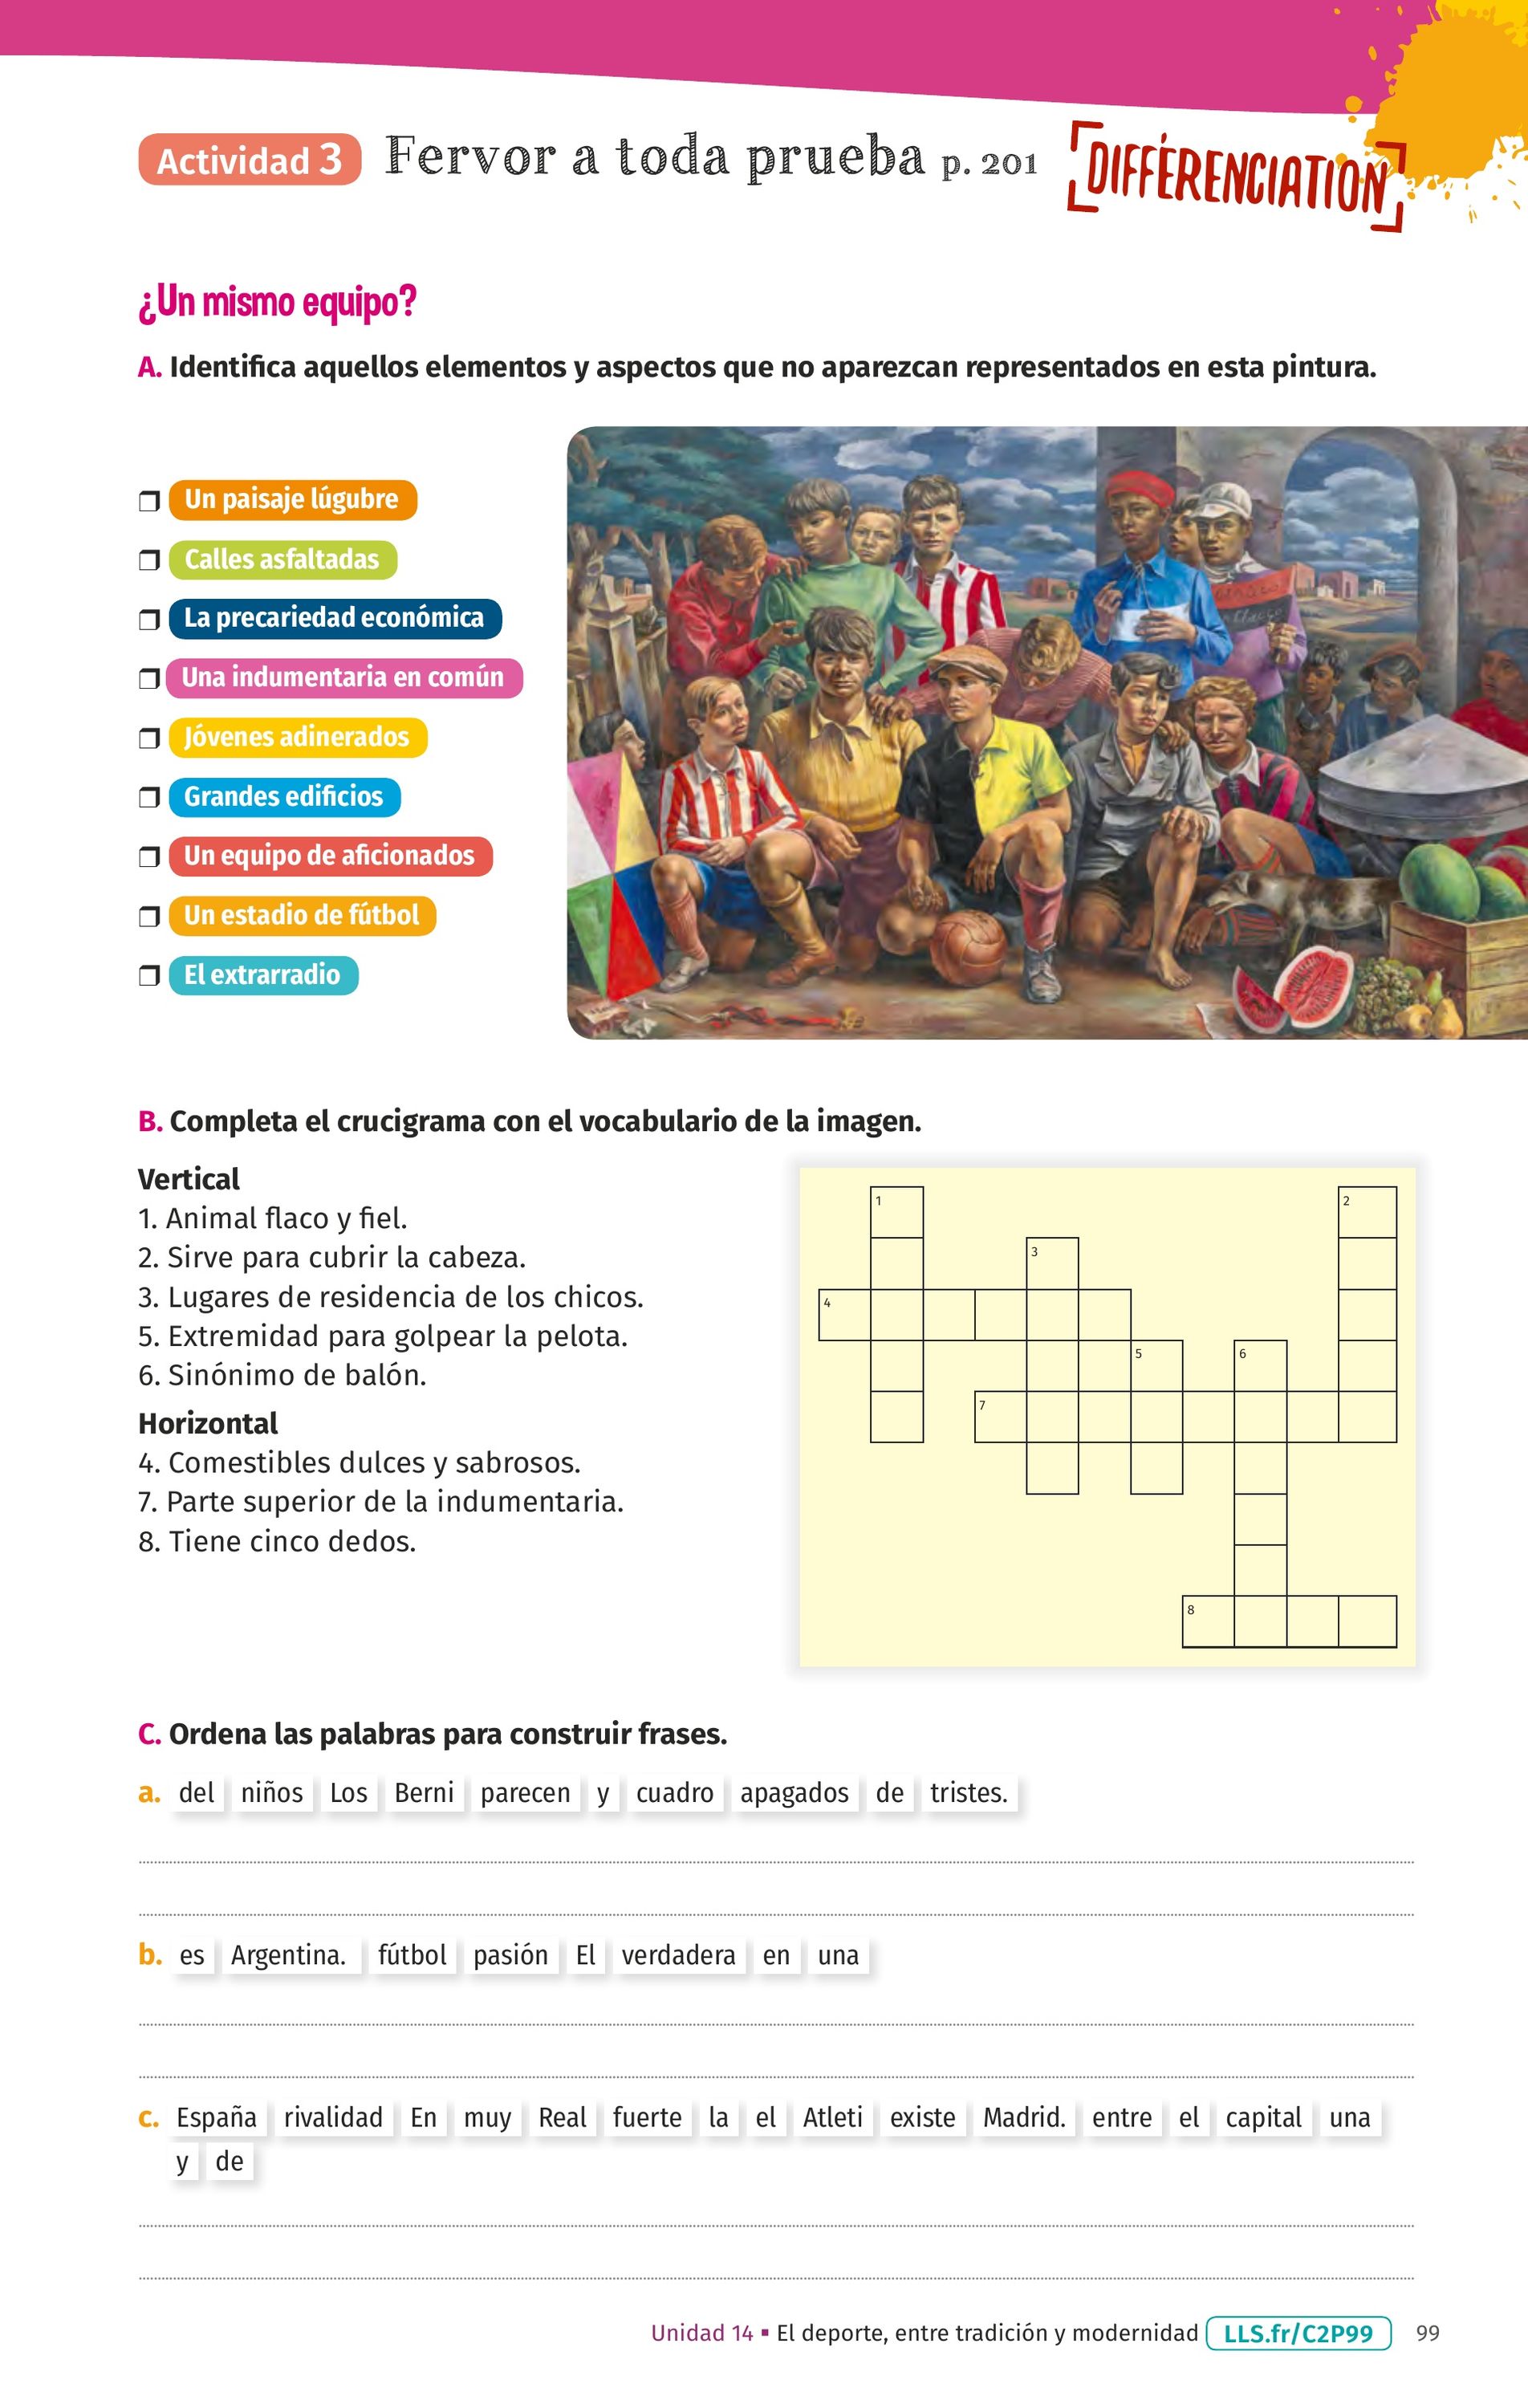 Actividad 3 Fervor a toda prueba p. 201
DIFFÉRENCIATION
¿Un mismo equipo?
A. Identifica aquellos elementos y aspectos que no aparezcan representados en esta pintura.
Un paisaje lúgubre
Calles asfaltadas
La precariedad económica
Una indumentaria en común
Jóvenes adinerados
Grandes edificios
Un equipo de aficionados
Un estadio de fútbol
El extrarradio
B. Completa el crucigrama con el vocabulario de la imagen.
Vertical
1. Animal flaco y fiel.
2. Sirve para cubrir la cabeza.
3. Lugares de residencia de los chicos.
5. Extremidad para golpear la pelota.
6. Sinónimo de balón.
Horizontal
4. Comestibles dulces y sabrosos.
7. Parte superior de la indumentaria.
8. Tiene cinco dedos.
1 2
3
4
5 6
7
8
C. Ordena las palabras para construir frases.
a. del niños Los Berni parecen y cuadro apagados de tristes.
b. es Argentina. fútbol pasión El verdadera en una
c. España rivalidad En muy Real fuerte la el Atleti existe Madrid. entre el capital una
y de
Unidad 14 ▪ El deporte, entre tradición y modernidad LLS.fr/C2P99 99